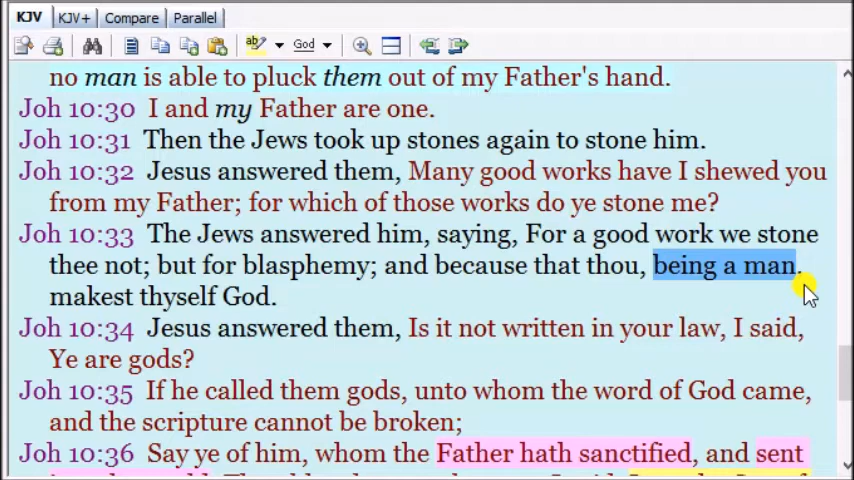 KJV KJV+ Compare Parallel
God
no man is able to pluck them out of my Father's hand.
Joh 10:30 I and my Father are one.
Joh 10:31 Then the Jews took up stones again to stone him.
Joh 10:32 Jesus answered them, Many good works have I shewed you
from my Father; for which of those works do ye stone me?
Joh 10:33 The Jews answered him, saying, For a good work we stone
thee not; but for blasphemy; and because that thou, being a man,
makest thyself God.
Joh 10:34 Jesus answered them, Is it not written in your law, I said,
Ye are gods?
Joh 10:35 If he called them gods, unto whom the word of God came,
and the scripture cannot be broken;
Joh 10:36 Say ye of him, whom the Father hath sanctified, and sent